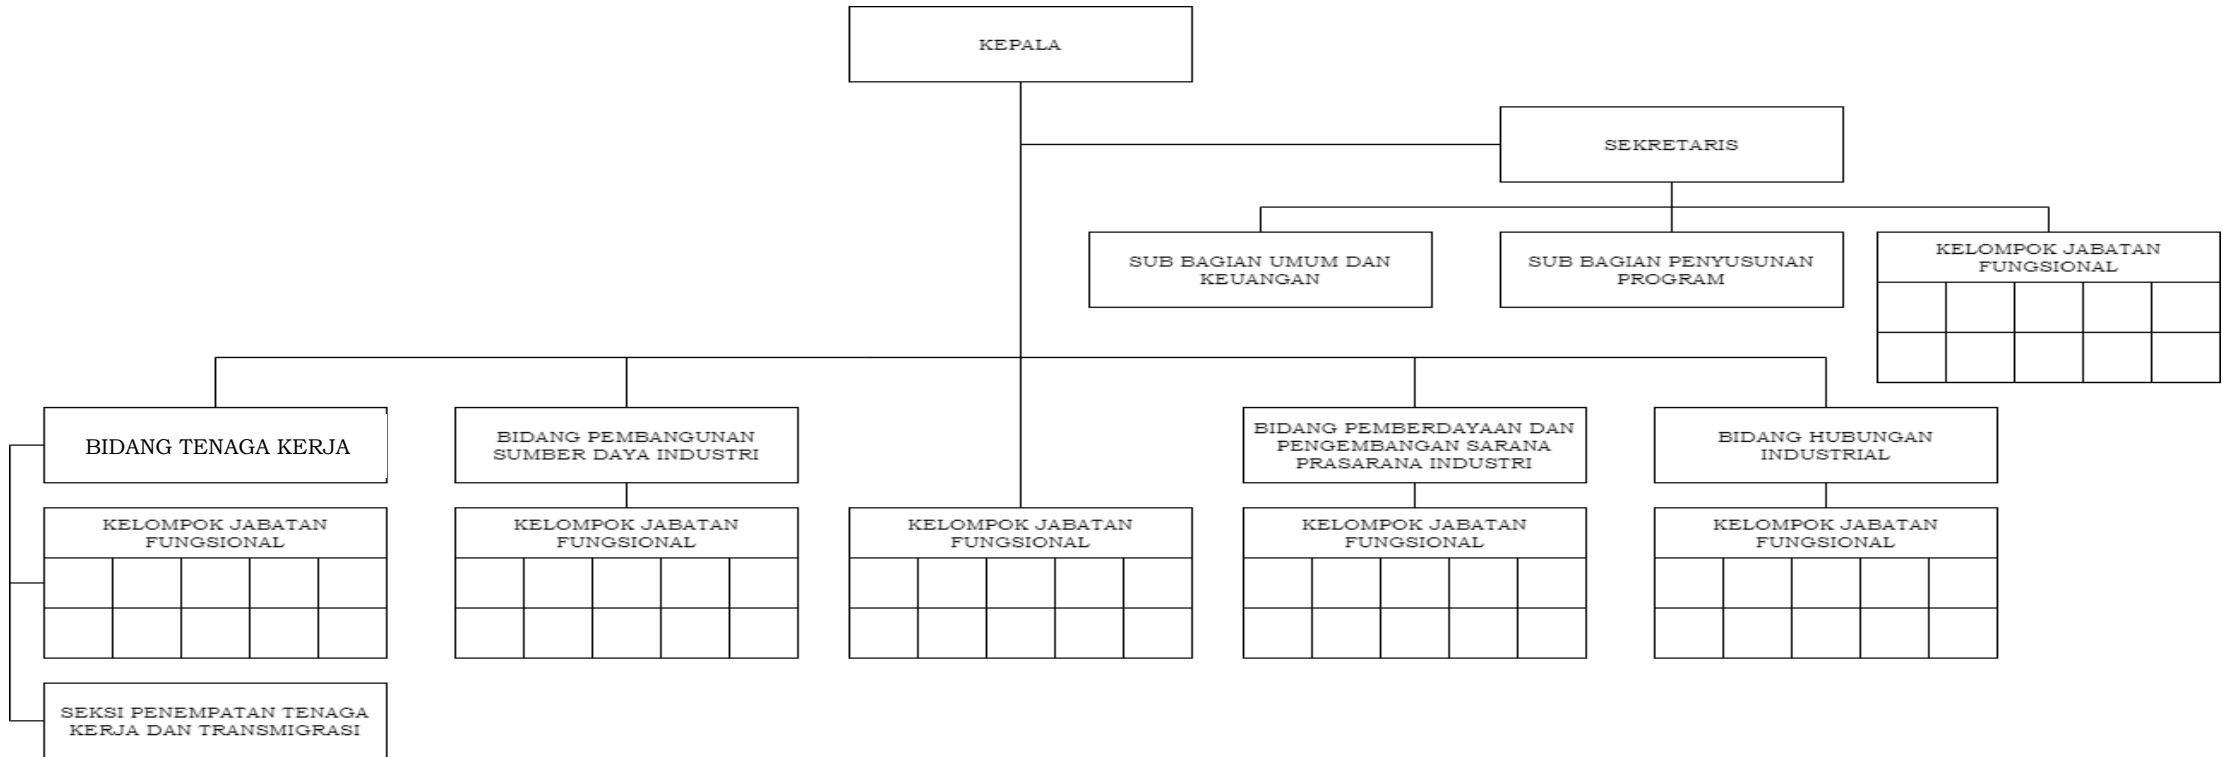 KEPALA
SEKRETARIS
SUB BAGIAN UMUM DAN
KEUANGAN
SUB BAGIAN PENYUSUNAN
PROGRAM
KELOMPOK JABATAN
FUNGSIONAL
BIDANG TENAGA KERJA
BIDANG PEMBANGUNAN
SUMBER DAYA INDUSTRI
BIDANG PEMBERDAYAAN DAN
PENGEMBANGAN SARANA
PRASARANA INDUSTRI
BIDANG HUBUNGAN
INDUSTRIAL
KELOMPOK JABATAN
FUNGSIONAL
KELOMPOK JABATAN
FUNGSIONAL
KELOMPOK JABATAN
FUNGSIONAL
KELOMPOK JABATAN
FUNGSIONAL
KELOMPOK JABATAN
FUNGSIONAL
SEKSI PENEMPATAN TENAGA
KERJA DAN TRANSMIGRASI